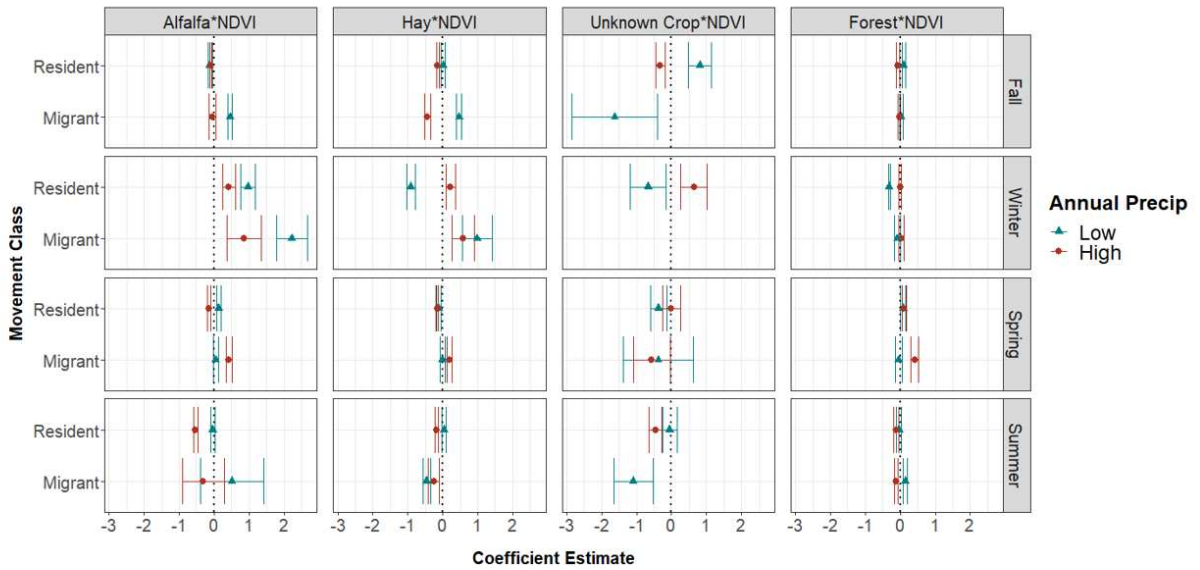 Alfalfa*NDVI Hay*NDVI Unknown Crop*NDVI Forest*NDVI
Resident
Migrant
Fall
Resident
Migrant
Winter
Resident
Migrant
Spring
Resident
Migrant
Summer
-3 -2 -1 0 1 2 -3 -2 -1 0 1 2 -3 -2 -1 0 1 2 -3 -2 -1 0 1 2
Movement Class
Coefficient Estimate
Annual Precip
Low
High